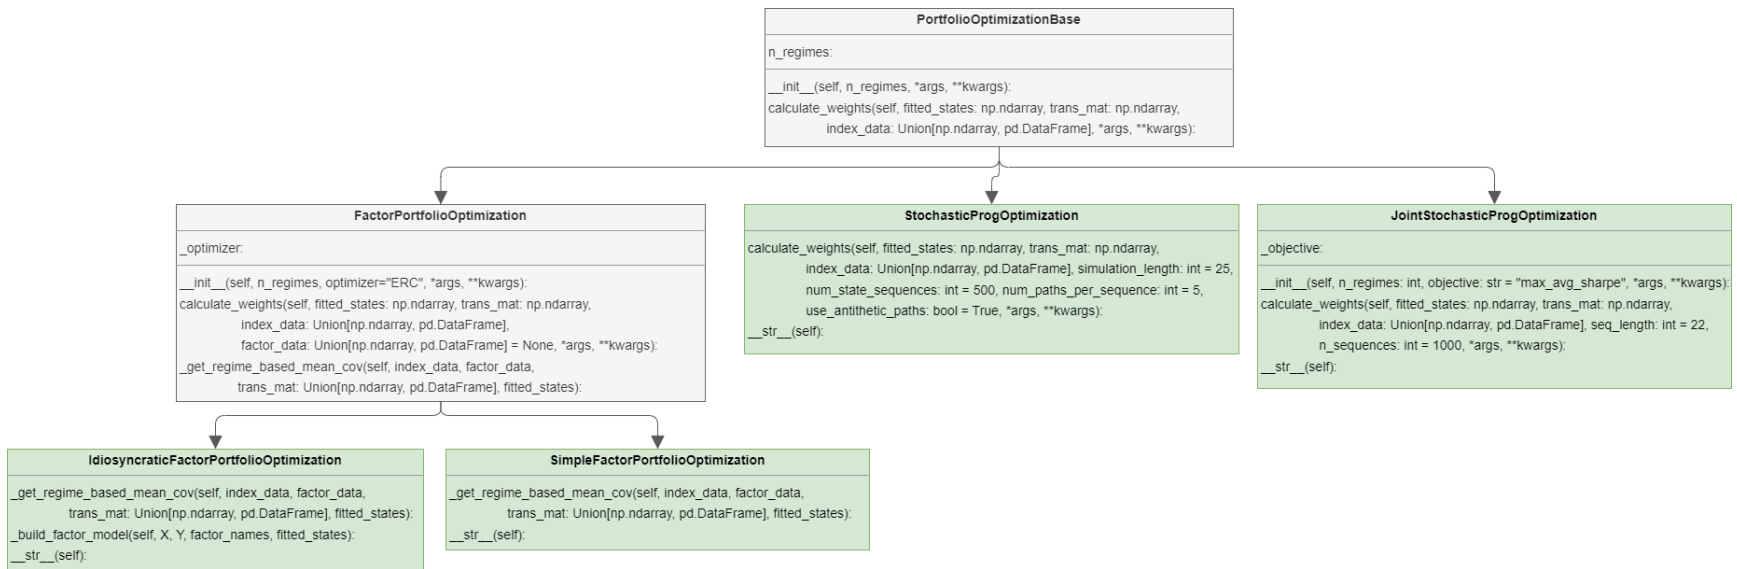 PortfolioOptimizationBase
n_regimes:
__init__(self, n_regimes, *args, **kwargs):
calculate_weights(self, fitted_states: np.ndarray, trans_mat: np.ndarray,
index_data: Union[np.ndarray, pd.DataFrame], *args, **kwargs):
FactorPortfolioOptimization
_optimizer:
__init__(self, n_regimes, optimizer="ERC", *args, **kwargs):
calculate_weights(self, fitted_states: np.ndarray, trans_mat: np.ndarray,
index_data: Union[np.ndarray, pd.DataFrame],
factor_data: Union[np.ndarray, pd.DataFrame] = None, *args, **kwargs):
_get_regime_based_mean_cov(self, index_data, factor_data,
trans_mat: Union[np.ndarray, pd.DataFrame], fitted_states):
StochasticProgOptimization
calculate_weights(self, fitted_states: np.ndarray, trans_mat: np.ndarray,
index_data: Union[np.ndarray, pd.DataFrame], simulation_length: int = 25,
num_state_sequences: int = 500, num_paths_per_sequence: int = 5,
use_antithetic_paths: bool = True, *args, **kwargs):
__str__(self):
JointStochasticProgOptimization
_objective:
__init__(self, n_regimes: int, objective: str = "max_avg_sharpe", *args, **kwargs):
calculate_weights(self, fitted_states: np.ndarray, trans_mat: np.ndarray,
index_data: Union[np.ndarray, pd.DataFrame], seq_length: int = 22,
n_sequences: int = 1000, *args, **kwargs):
__str__(self):
IdiosyncraticFactorPortfolioOptimization
_get_regime_based_mean_cov(self, index_data, factor_data,
trans_mat: Union[np.ndarray, pd.DataFrame], fitted_states):
_build_factor_model(self, X, Y, factor_names, fitted_states):
__str__(self):
SimpleFactorPortfolioOptimization
_get_regime_based_mean_cov(self, index_data, factor_data,
trans_mat: Union[np.ndarray, pd.DataFrame], fitted_states):
__str__(self):